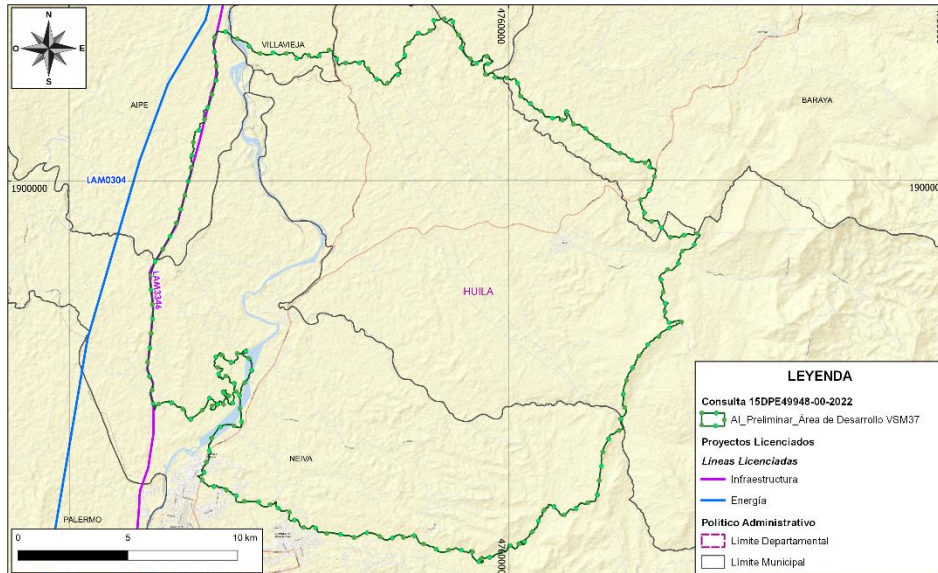 N
O
E
S
4760000
VILLAVIEJA
AIPE
BARAYA
LAM0304
1900000
190000
LAM3346
HUILA
NEIVA
PALERMO
4760000
0
5
10 km
LEYENDA
Consulta 15DPE49948-00-2022
AI_Preliminar_Área de Desarrollo VSM37
Proyectos Licenciados
Líneas Licenciadas
Infraestructura
Energía
Político Administrativo
Límite Departamental
Límite Municipal